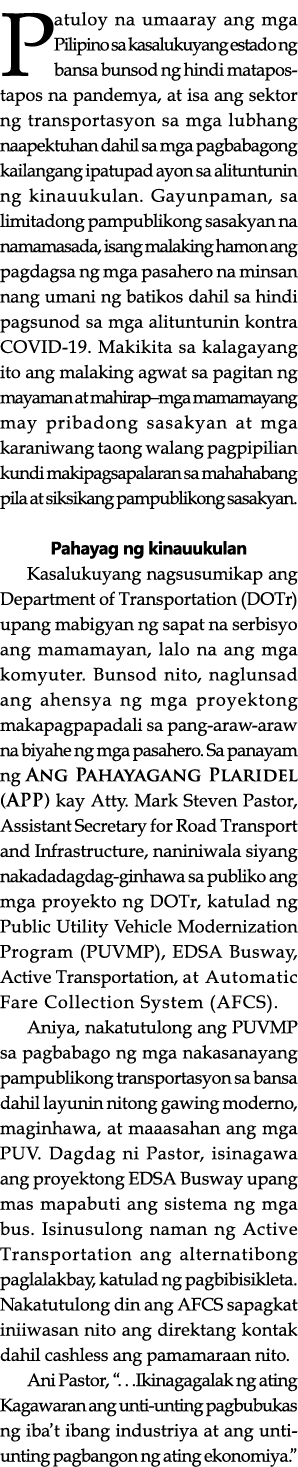 Patuloy na umaaray ang mga
Pilipino sa kasalukuyang estado ng
bansa bunsod ng hindi matapos-
tapos na pandemya, at isa ang sektor
ng transportasyon sa mga lubhang
naapektuhan dahil sa mga pagbabagong
kailangang ipatupad ayon sa alituntunin
ng kinauukulan. Gayunpaman, sa
limitadong pampublikong sasakyan na
namamasada, isang malaking hamon ang
pagdagsa ng mga pasahero na minsan
nang umani ng batikos dahil sa hindi
pagsunod sa mga alituntunin kontra
COVID-19. Makikita sa kalagayang
ito ang malaking agwat sa pagitan ng
mayaman at mahirap–mga mamamayang
may pribadong sasakyan at mga
karaniwang taong walang pagpipilian
kundi makipagsapalaran sa mahahabang
pila at siksikang pampublikong sasakyan.
Pahayag ng kinauukulan
Kasalukuyang nagsusumikap ang
Department of Transportation (DOTr)
upang mabigyan ng sapat na serbisyo
ang mamamayan, lalo na ang mga
komyuter. Bunsod nito, naglunsad
ang ahensya ng mga proyektong
makapagpapadali sa pang-araw-araw
na biyahe ng mga pasahero. Sa panayam
ng ANG PAHAYAGANG PLARIDEL
(APP) kay Atty. Mark Steven Pastor,
Assistant Secretary for Road Transport
and Infrastructure, naniniwala siyang
nakadadagdag-ginhawa sa publiko ang
mga proyekto ng DOTr, katulad ng
Public Utility Vehicle Modernization
Program (PUVMP), EDSA Busway,
Active Transportation, at Automatic
Fare Collection System (AFCS).
Aniya, nakatutulong ang PUVMP
sa pagbabago ng mga nakasanayang
pampublikong transportasyon sa bansa
dahil layunin nitong gawing moderno,
maginhawa, at maaasahan ang mga
PUV. Dagdag ni Pastor, isinagawa
ang proyektong EDSA Busway upang
mas mapabuti ang sistema ng mga
bus. Isinusulong naman ng Active
Transportation ang alternatibong
paglalakbay, katulad ng pagbibisikleta.
Nakatutulong din ang AFCS sapagkat
iniiwasan nito ang direktang kontak
dahil cashless ang pamamaraan nito.
Ani Pastor, “. . .Ikinagagalak ng ating
Kagawaran ang unti-unting pagbubukas
ng iba’t ibang industriya at ang unti-
unting pagbangon ng ating ekonomiya.”